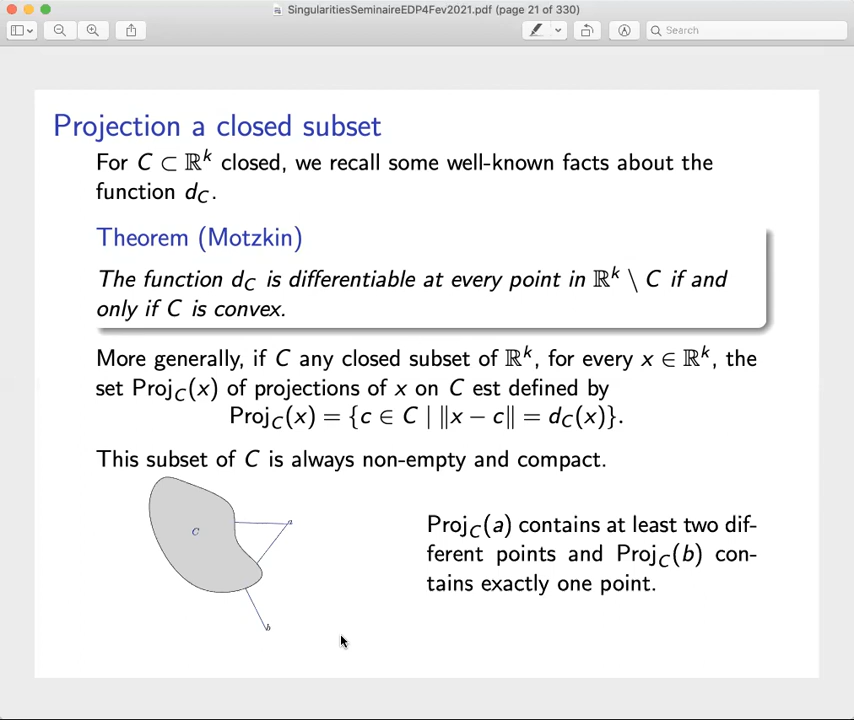 SingularitiesSeminaireEDP4Fev2021.pdf (page 21 of 330)
Search
Projection a closed subset
For C ⊂ ℝᵏ closed, we recall some well-known facts about the
function d_C.
Theorem (Motzkin)
The function d_C is differentiable at every point in ℝᵏ \ C if and
only if C is convex.
More generally, if C any closed subset of ℝᵏ, for every x ∈ ℝᵏ, the
set Proj_C(x) of projections of x on C est defined by
Proj_C(x) = {c ∈ C | ‖x − c‖ = d_C(x)}.
This subset of C is always non-empty and compact.
C
a
b
Proj_C(a) contains at least two dif-
ferent points and Proj_C(b) con-
tains exactly one point.